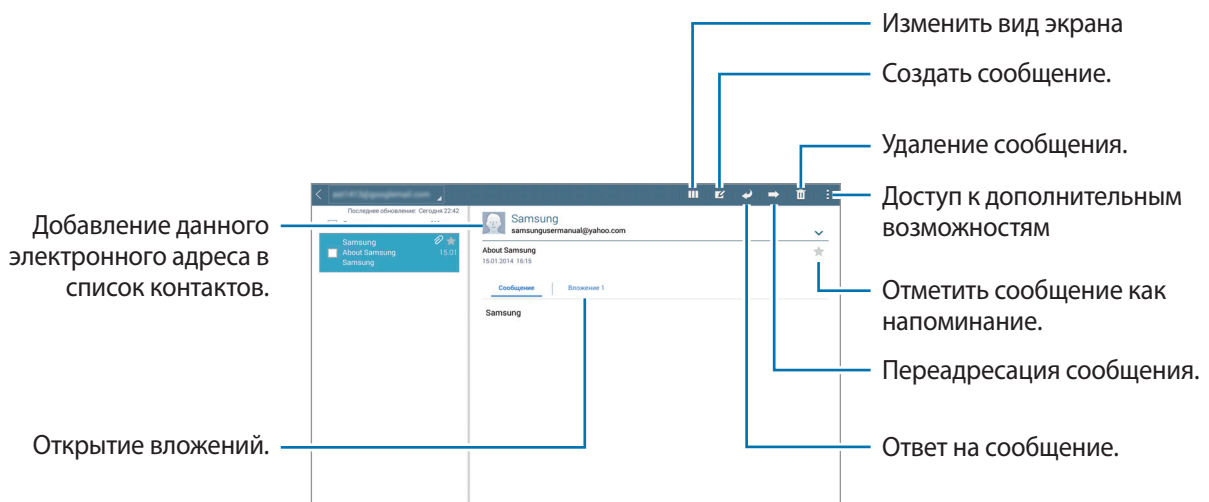 Изменить вид экрана
Создать сообщение.
Удаление сообщения.
Доступ к дополнительным
возможностям
Отметить сообщение как
напоминание.
Переадресация сообщения.
Ответ на сообщение.
Добавление данного
электронного адреса в
список контактов.
Открытие вложений.
Последнее обновление: Сегодня 22:42
Samsung
About Samsung 15.01
Samsung
Samsung
samsungusermanual@yahoo.com
About Samsung
15.01.2014 16:15
Сообщение Вложение 1
Samsung